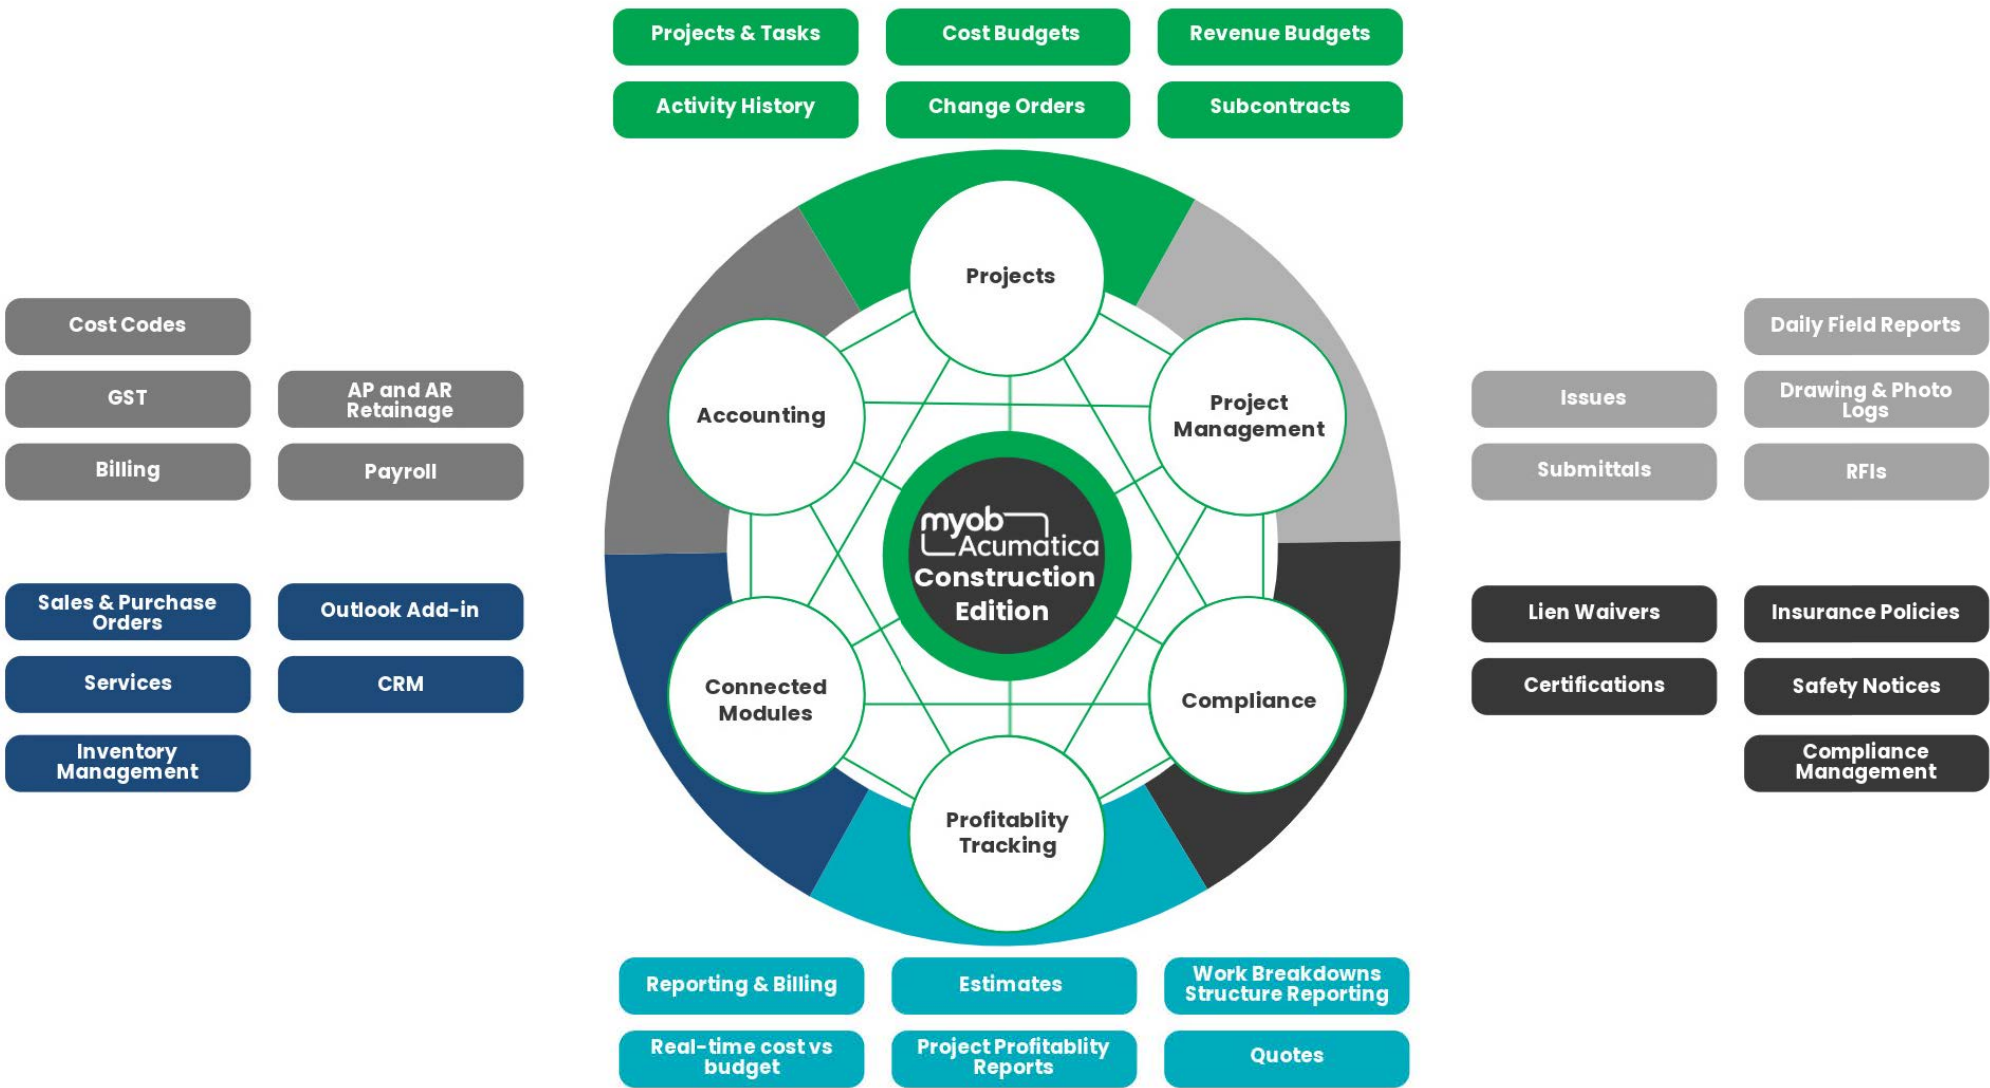 Projects & Tasks
Cost Budgets
Revenue Budgets
Activity History
Change Orders
Subcontracts
Projects
Accounting
Project
Management
myob
Acumatica
Construction
Edition
Connected
Modules
Compliance
Profitablity
Tracking
Cost Codes
GST
AP and AR
Retainage
Billing
Payroll
Sales & Purchase
Orders
Outlook Add-in
Services
CRM
Inventory
Management
Daily Field Reports
Issues
Drawing & Photo
Logs
Submittals
RFIs
Lien Waivers
Insurance Policies
Certifications
Safety Notices
Compliance
Management
Reporting & Billing
Estimates
Work Breakdowns
Structure Reporting
Real-time cost vs
budget
Project Profitablity
Reports
Quotes